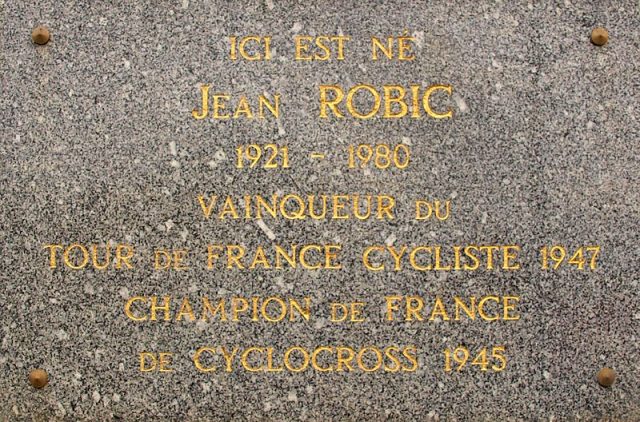 ICI EST NÉ
JEAN ROBIC
1921 - 1980
VAINQUEUR DU
TOUR DE FRANCE CYCLISTE 1947
CHAMPION DE FRANCE
DE CYCLOCROSS 1945